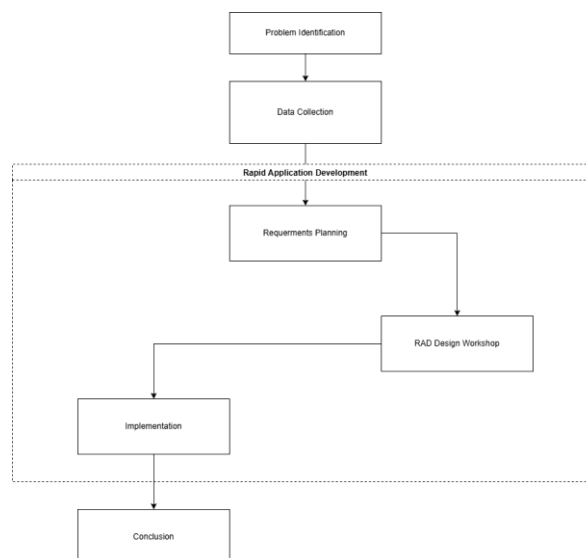 Problem Identification
Data Collection
Rapid Application Development
Requerments Planning
RAD Design Workshop
Implementation
Conclusion